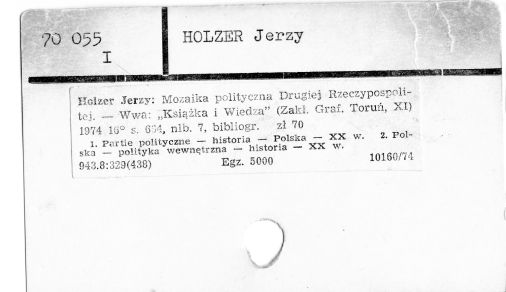 70 055
I
HOLZER Jerzy
Holzer Jerzy: Mozaika polityczna Drugiej Rzeczypospoli-
tej. — Wwa: „Książka i Wiedza” (Zakł. Graf. Toruń, XI)
1974 16° s. 664, nlb. 7, bibliogr. zł 70
1. Partie polityczne — historia — Polska — XX w. 2. Pol-
ska — polityka wewnętrzna — historia — XX w.
943.8:329(438) Egz. 5000 10160/74